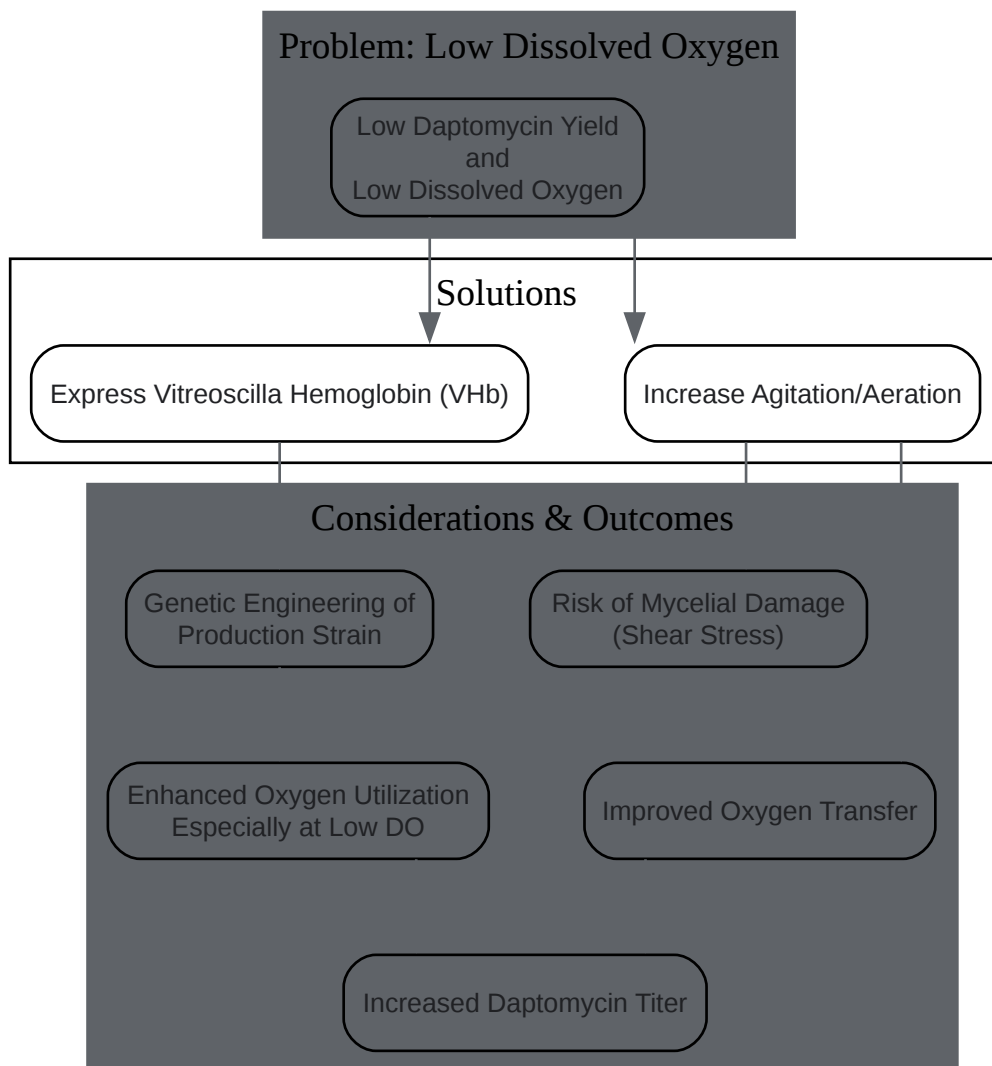 Problem: Low Dissolved Oxygen
Low Daptomycin Yield
and
Low Dissolved Oxygen
Solutions
Express Vitreoscilla Hemoglobin (VHb)
Increase Agitation/Aeration
Considerations & Outcomes
Genetic Engineering of
Production Strain
Risk of Mycelial Damage
(Shear Stress)
Enhanced Oxygen Utilization
Especially at Low DO
Improved Oxygen Transfer
Increased Daptomycin Titer